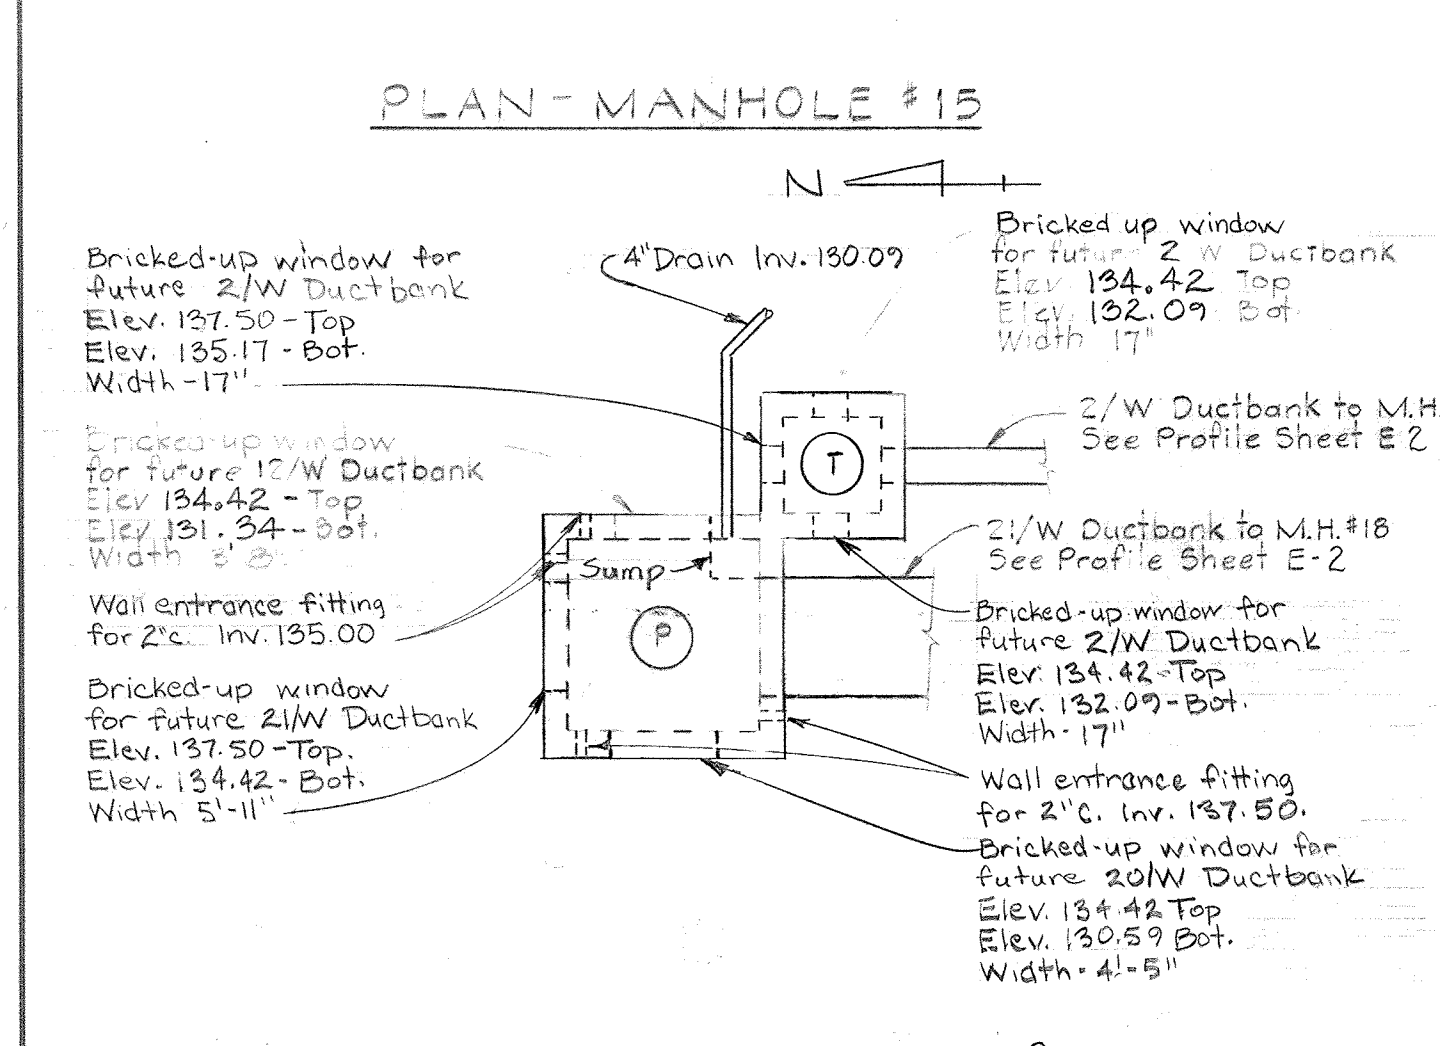 PLAN - MANHOLE #15
N
Bricked-up window for
future 2/W Ductbank
Elev. 137.50 - Top
Elev. 135.17 - Bot.
Width - 17"
4" Drain Inv. 130.09
Bricked up window
for future 2 W Ductbank
Elev 134.42 Top
Elev. 132.09 Bot.
Width 17"
Bricked-up window
for future 12/W Ductbank
Elev 134.42 - Top
Elev. 131.34 - Bot.
Width 3'
2/W Ductbank to M.H.
See Profile Sheet E 2
T
21/W Ductbank to M.H. #18
See Profile Sheet E-2
Sump
P
Wall entrance fitting
for 2"c. Inv. 135.00
Bricked-up window for
future 2/W Ductbank
Elev. 134.42 - Top
Elev. 132.09 - Bot.
Width - 17"
Bricked-up window
for future 21/W Ductbank
Elev. 137.50 - Top.
Elev. 134.42 - Bot.
Width 5'-11"
Wall entrance fitting
for 2"C. Inv. 137.50.
Bricked-up window for
future 20/W Ductbank
Elev. 134.42 Top
Elev. 130.59 Bot.
Width - 4'-5"